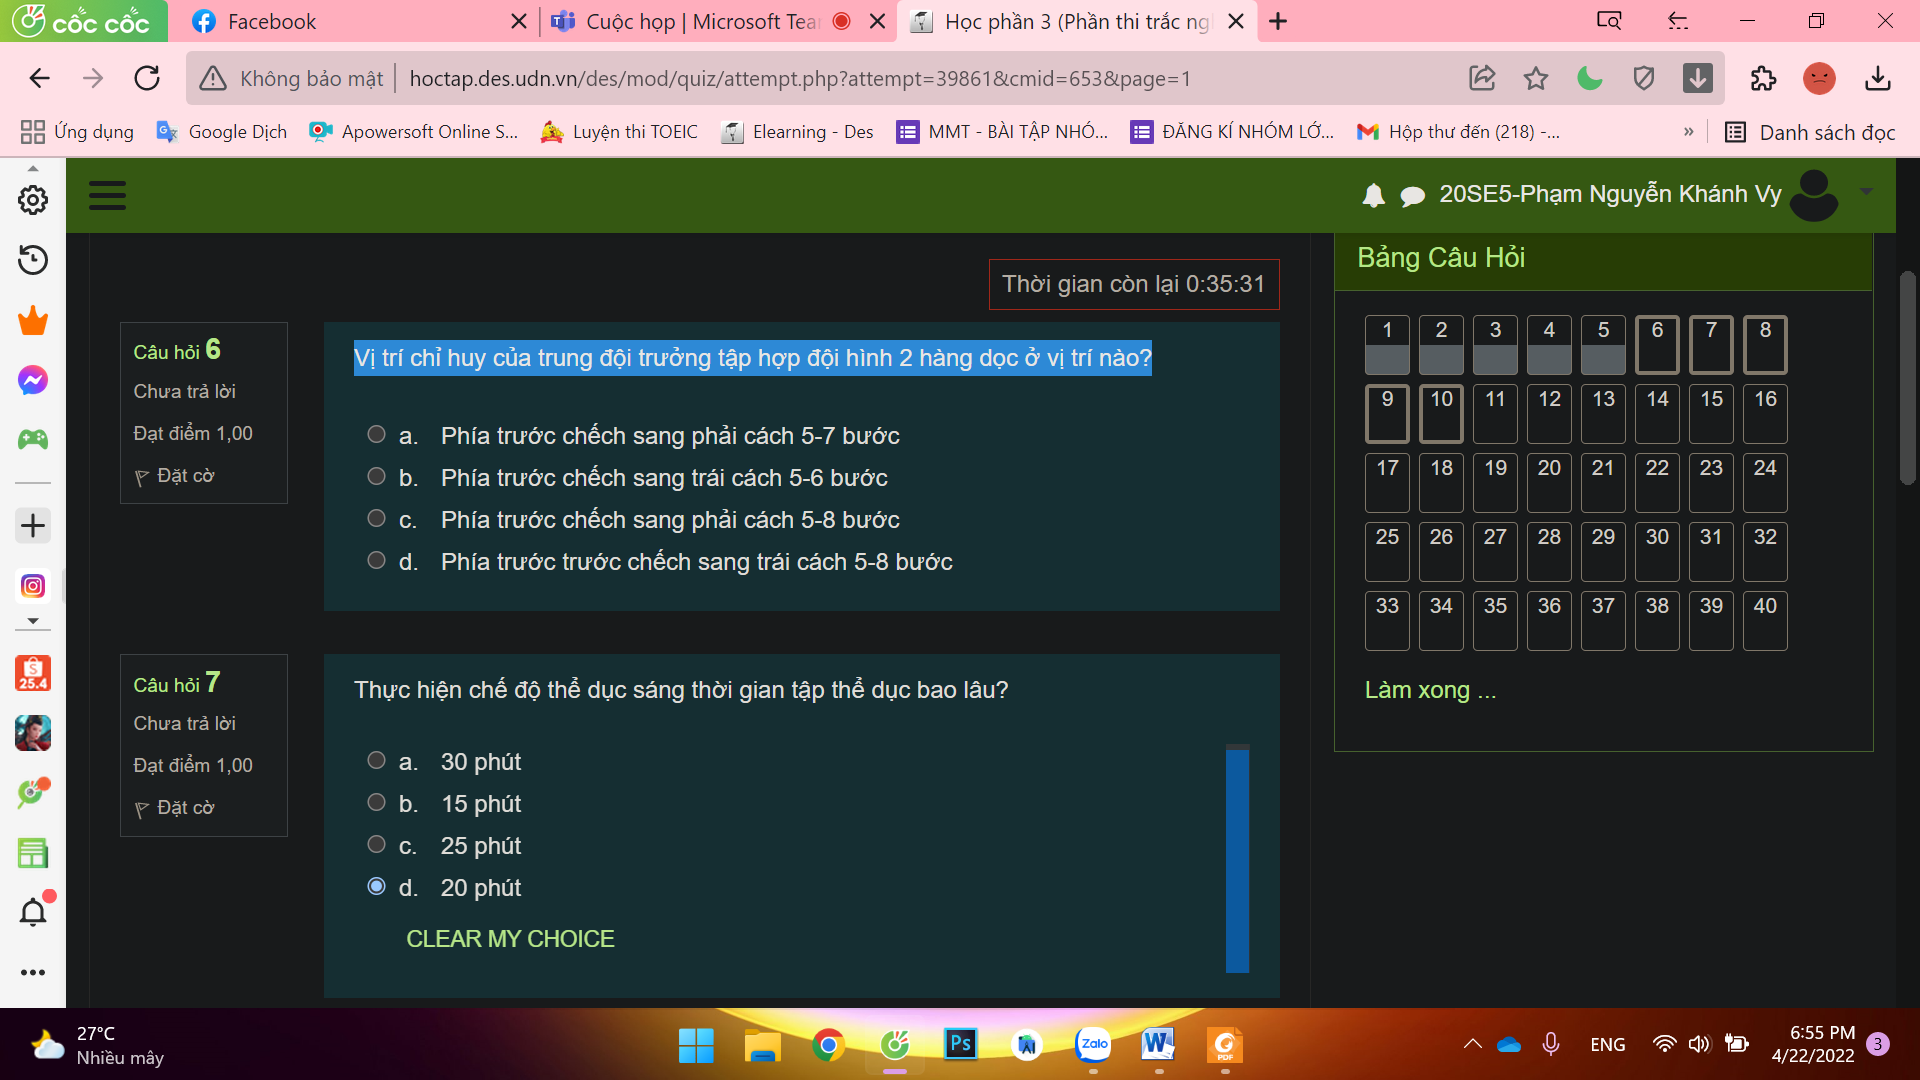 cốc cốc
Facebook
Cuộc họp | Microsoft Tea
Học phần 3 (Phần thi trắc ng
Không bảo mật
hoctap.des.udn.vn/des/mod/quiz/attempt.php?attempt=39861&cmid=653&page=1
Ứng dụng
Google Dịch
Apowersoft Online S...
Luyện thi TOEIC
Elearning - Des
MMT - BÀI TẬP NHÓ...
ĐĂNG KÍ NHÓM LỚ...
Hộp thư đến (218) -...
»
Danh sách đọc
20SE5-Phạm Nguyễn Khánh Vy
Thời gian còn lại 0:35:31
Câu hỏi 6
Chưa trả lời
Đạt điểm 1,00
Đặt cờ
Vị trí chỉ huy của trung đội trưởng tập hợp đội hình 2 hàng dọc ở vị trí nào?
a. Phía trước chếch sang phải cách 5-7 bước
b. Phía trước chếch sang trái cách 5-6 bước
c. Phía trước chếch sang phải cách 5-8 bước
d. Phía trước trước chếch sang trái cách 5-8 bước
Câu hỏi 7
Chưa trả lời
Đạt điểm 1,00
Đặt cờ
Thực hiện chế độ thể dục sáng thời gian tập thể dục bao lâu?
a. 30 phút
b. 15 phút
c. 25 phút
d. 20 phút
CLEAR MY CHOICE
Bảng Câu Hỏi
1 2 3 4 5 6 7 8
9 10 11 12 13 14 15 16
17 18 19 20 21 22 23 24
25 26 27 28 29 30 31 32
33 34 35 36 37 38 39 40
Làm xong ...
S
25.4
27°C
Nhiều mây
Ps
Zalo
W
PDF
ENG
6:55 PM
4/22/2022
3